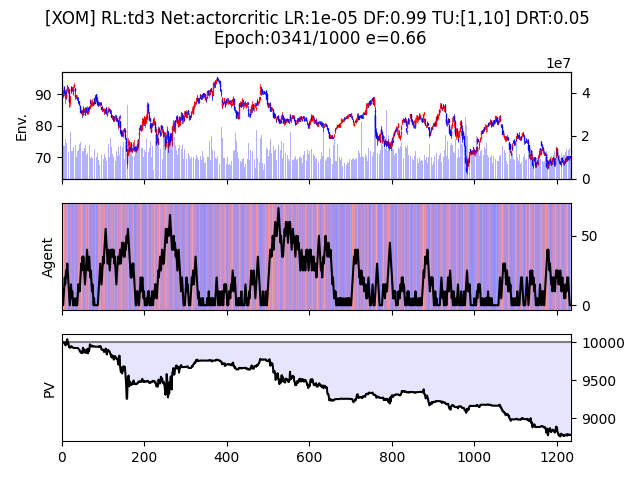 [XOM] RL:td3 Net:actorcritic LR:1e-05 DF:0.99 TU:[1,10] DRT:0.05
Epoch:0341/1000 e=0.66
1e7
Env.
90
80
70
4
2
0
Agent
50
0
PV
10000
9500
9000
0 200 400 600 800 1000 1200